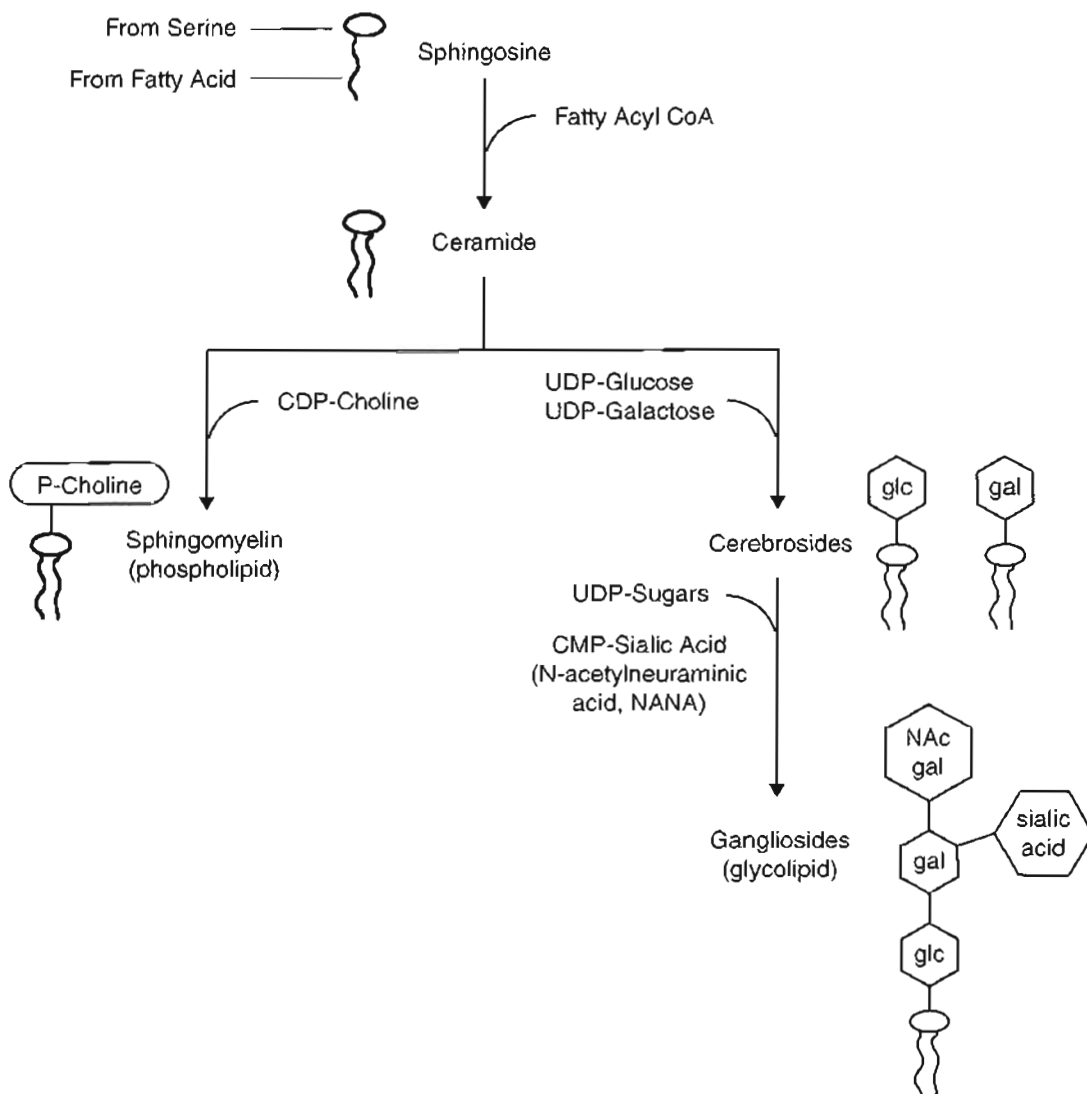 From Serine
Sphingosine
From Fatty Acid
Fatty Acyl CoA
Ceramide
CDP-Choline
UDP-Glucose
UDP-Galactose
P-Choline
Sphingomyelin
(phospholipid)
Cerebrosides
glc
gal
UDP-Sugars
CMP-Sialic Acid
(N-acetylneuraminic
acid, NANA)
NAc
gal
sialic
acid
Gangliosides
(glycolipid)
gal
glc